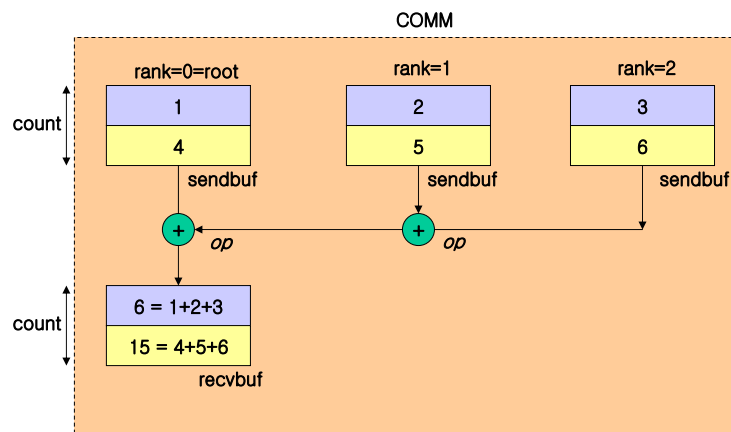 COMM
rank=0=root
rank=1
rank=2
count
1
2
3
4
5
6
sendbuf
sendbuf
sendbuf
+
op
+
op
count
6 = 1+2+3
15 = 4+5+6
recvbuf